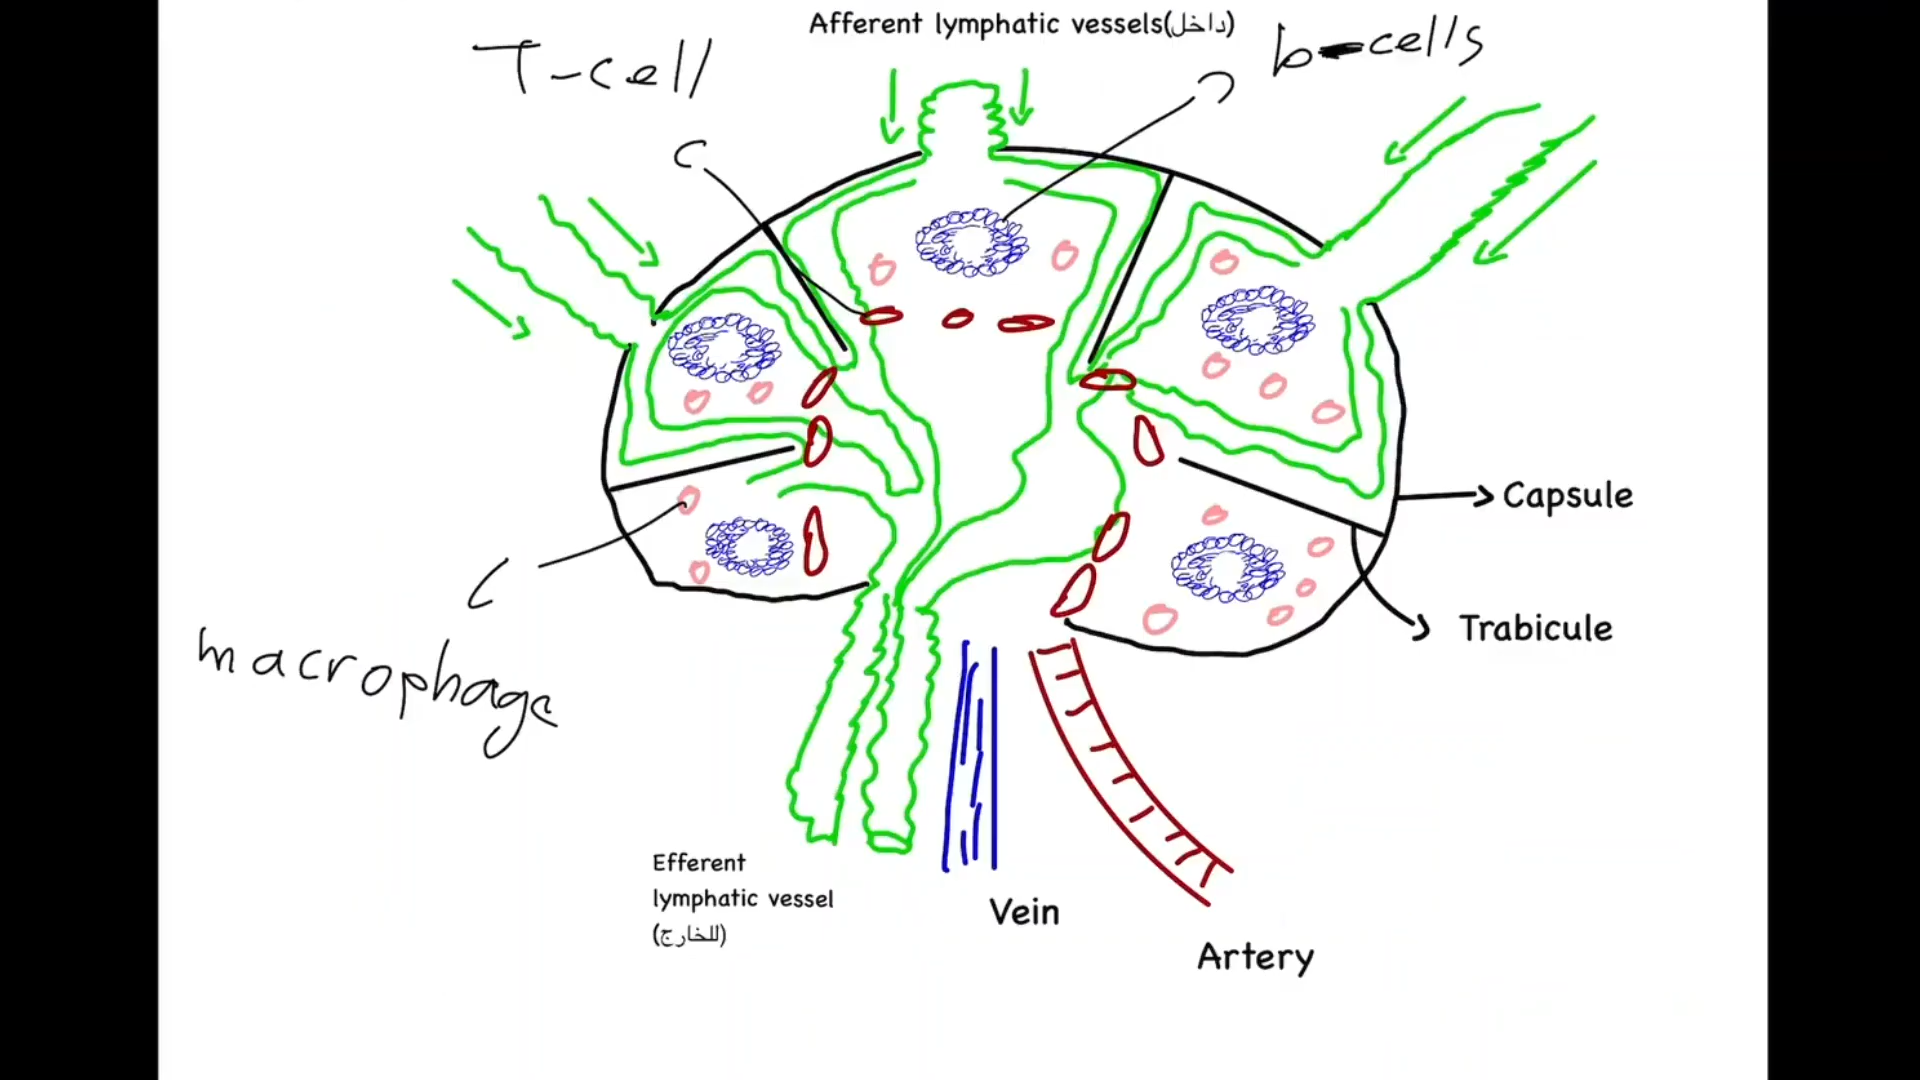 Afferent lymphatic vessels(داخل)
T-cell
b-cells
Capsule
Trabicule
macrophage
Efferent
lymphatic vessel
(للخارج)
Vein
Artery